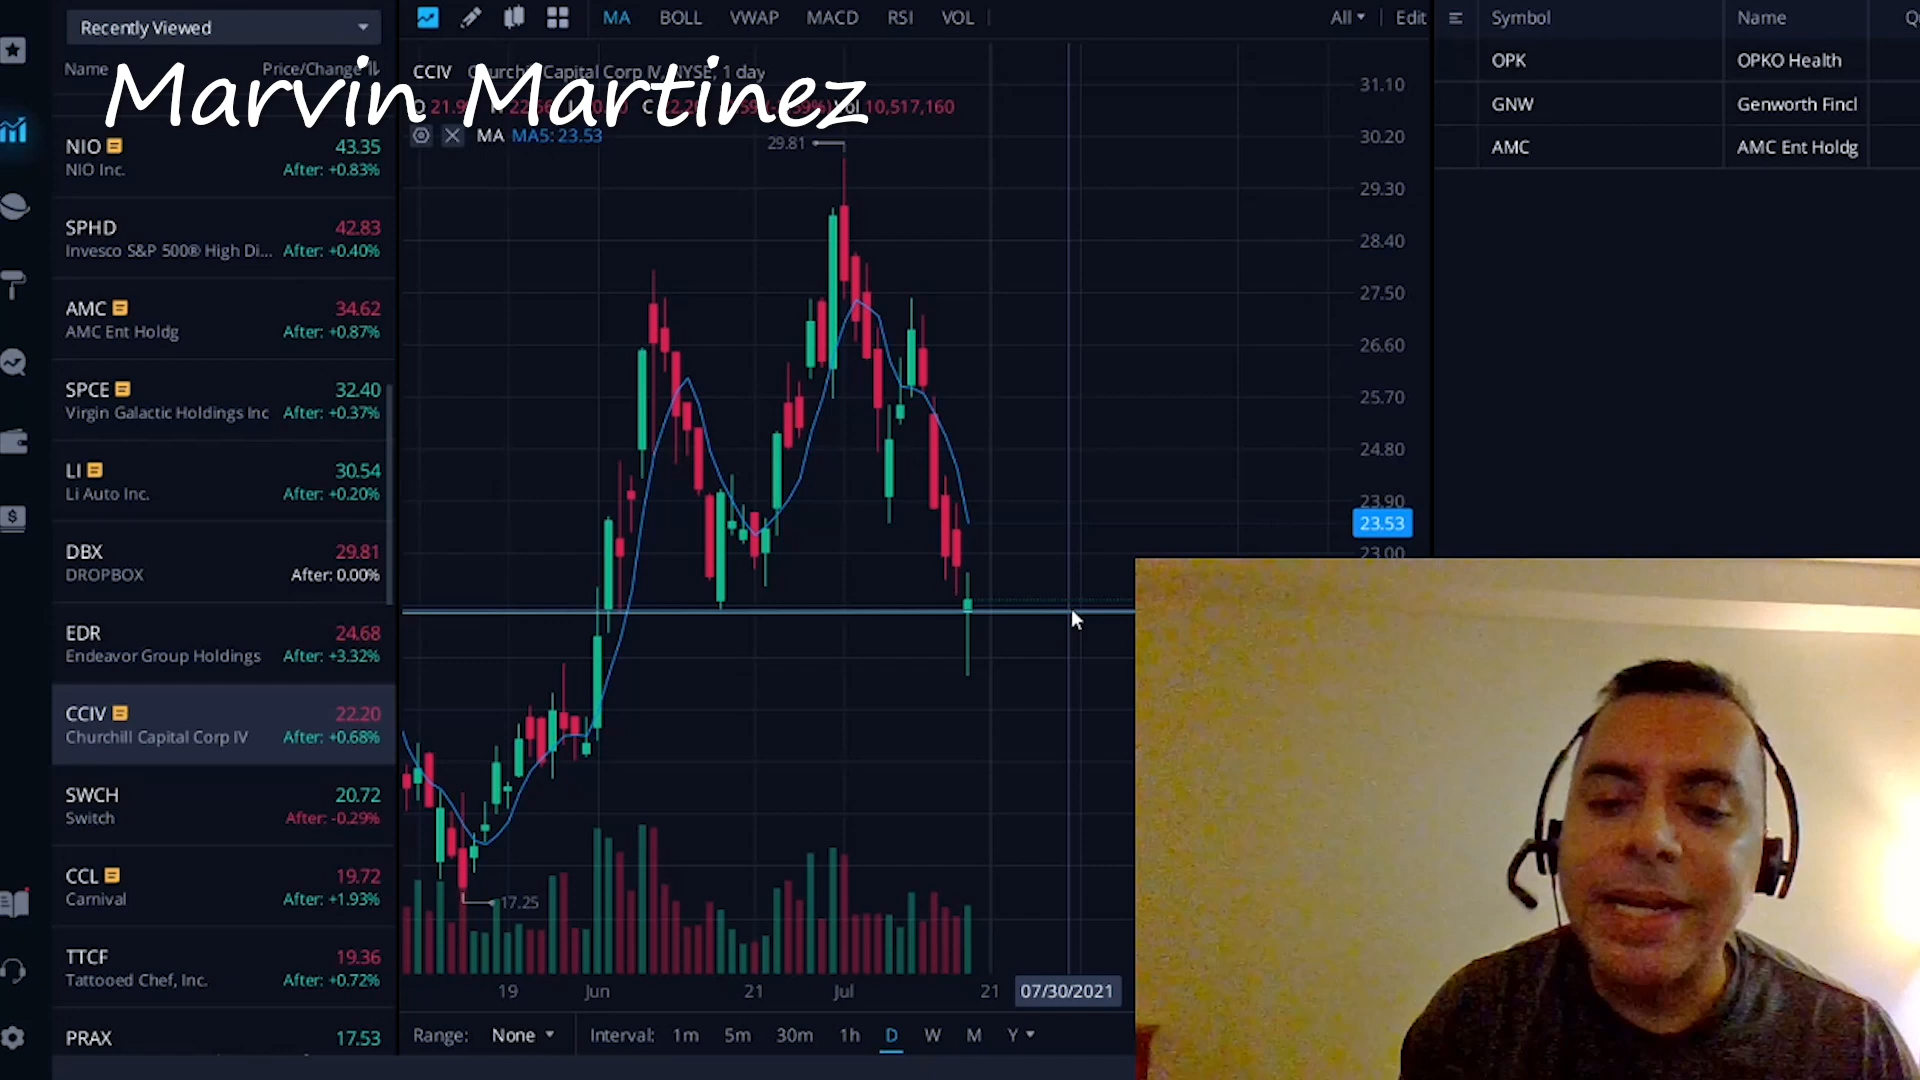 Recently Viewed
Name Price/Change
NIO 43.35
NIO Inc. After: +0.83%
SPHD 42.83
Invesco S&P 500® High Di... After: +0.40%
AMC 34.62
AMC Ent Holdg After: +0.87%
SPCE 32.40
Virgin Galactic Holdings Inc After: +0.37%
LI 30.54
Li Auto Inc. After: +0.20%
DBX 29.81
DROPBOX After: 0.00%
EDR 24.68
Endeavor Group Holdings After: +3.32%
CCIV 22.20
Churchill Capital Corp IV After: +0.68%
SWCH 20.72
Switch After: -0.29%
CCL 19.72
Carnival After: +1.93%
TTCF 19.36
Tattooed Chef, Inc. After: +0.72%
PRAX 17.53
Marvin Martinez
MA BOLL VWAP MACD RSI VOL All Edit
CCIV Churchill Capital Corp IV, NYSE, 1 day
10,517,160
MA MA5: 23.53
29.81
17.25
31.10
30.20
29.30
28.40
27.50
26.60
25.70
24.80
23.90
23.53
23.00
19 Jun 21 Jul 21 07/30/2021
Range: None Interval: 1m 5m 30m 1h D W M Y
Symbol Name
OPK OPKO Health
GNW Genworth Fincl
AMC AMC Ent Holdg